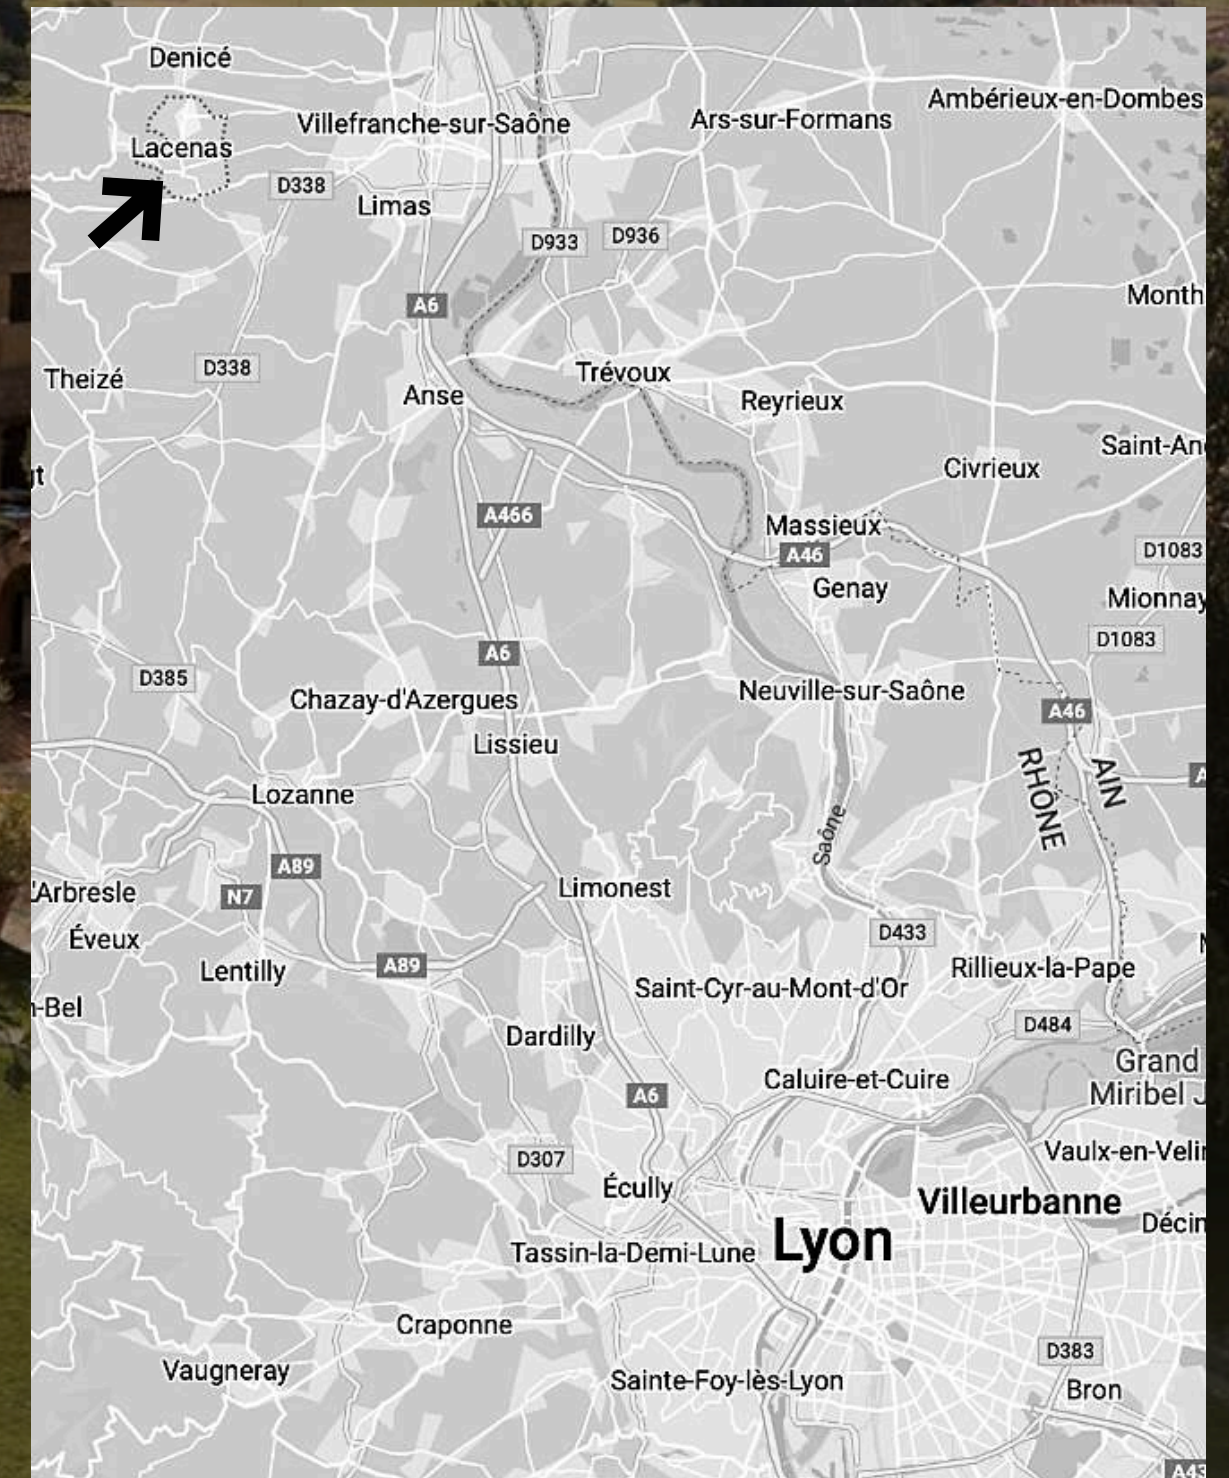 Denicé
Ambérieux-en-Dombes
Ars-sur-Formans
Villefranche-sur-Saône
Lacenas
D338
Limas
D933
D936
Month
A6
D338
Trévoux
Theizé
Anse
Reyrieux
Saint-An
Civrieux
gt
A466
Massieux
D1083
A46
Genay
Mionnay
D1083
A6
D385
Neuville-sur-Saône
Chazay-d'Azergues
A46
Lissieu
RHÔNE
AIN
A
Lozanne
Saône
A89
Limonest
L'Arbresle
N7
D433
Éveux
A89
Lentilly
Rillieux-la-Pape
Saint-Cyr-au-Mont-d'Or
n-Bel
D484
Dardilly
Grand
Miribel J
Caluire-et-Cuire
A6
Vaulx-en-Velin
D307
Écully
Villeurbanne
Décin
Lyon
Tassin-la-Demi-Lune
Craponne
D383
Vaugneray
Sainte-Foy-lès-Lyon
Bron
A43